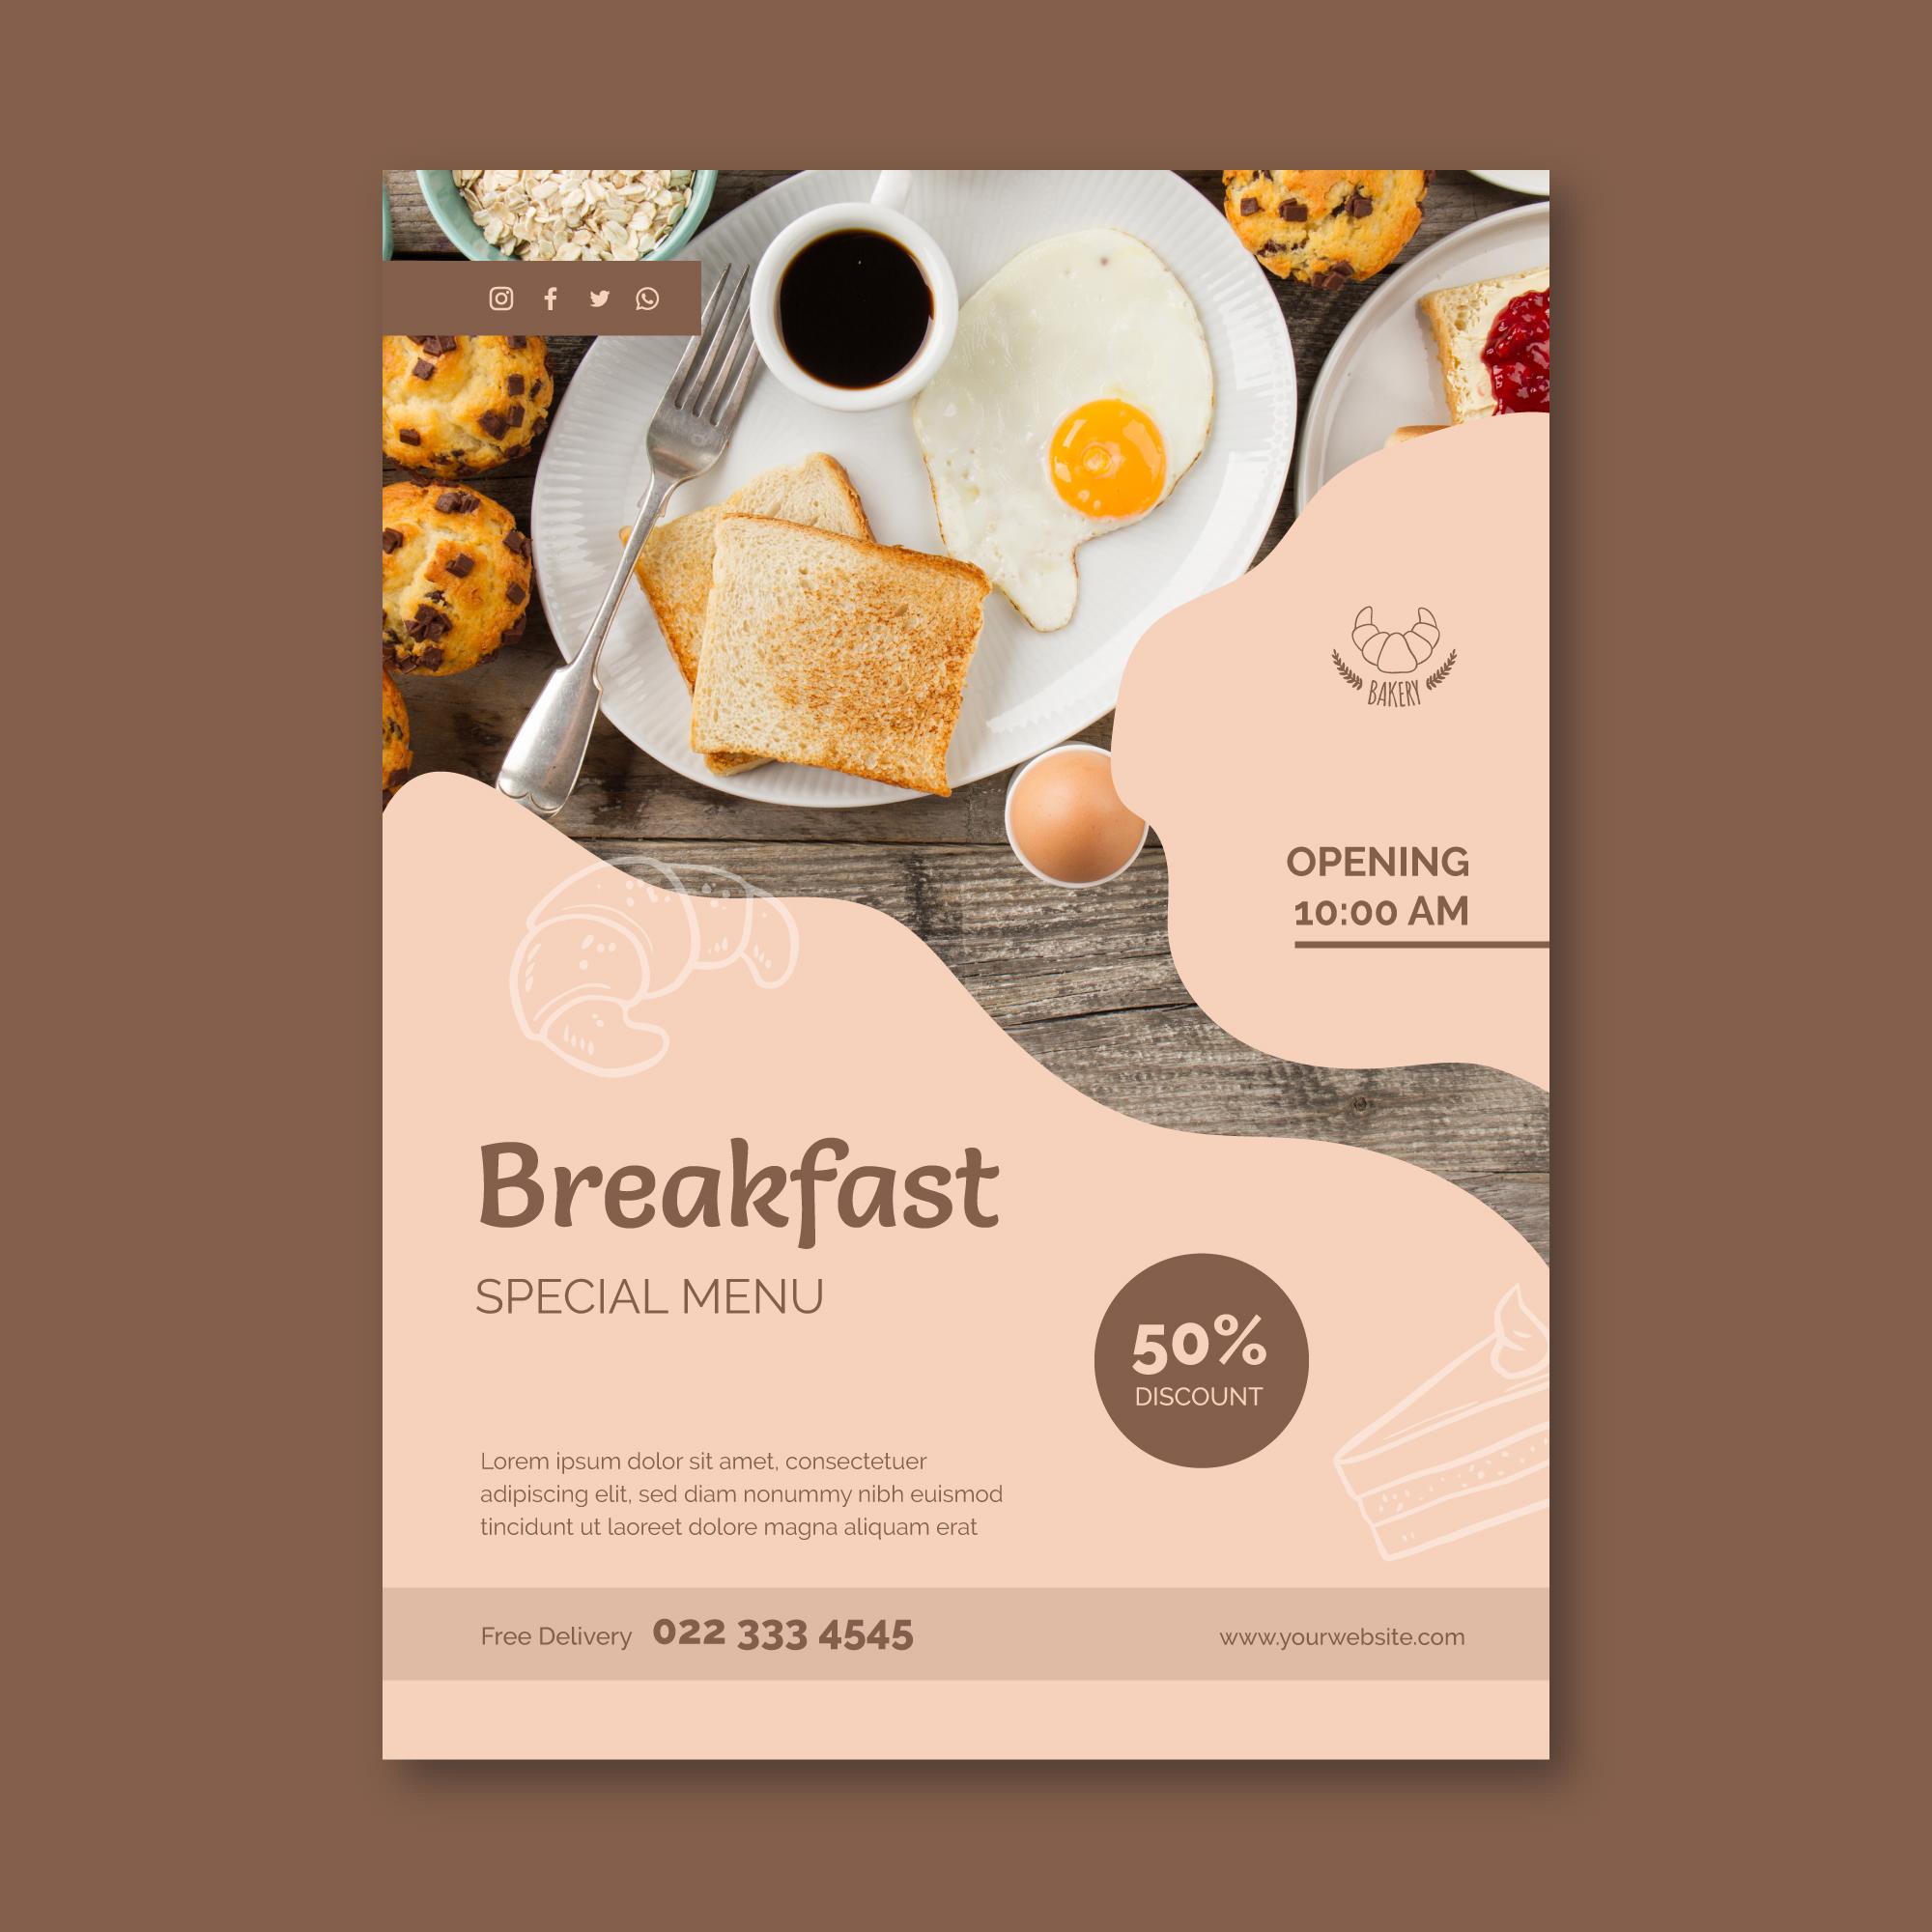 BAKERY
OPENING
10:00 AM
Breakfast
SPECIAL MENU
50%
DISCOUNT
Lorem ipsum dolor sit amet, consectetuer
adipiscing elit, sed diam nonummy nibh euismod
tincidunt ut laoreet dolore magna aliquam erat
Free Delivery 022 333 4545
www.yourwebsite.com